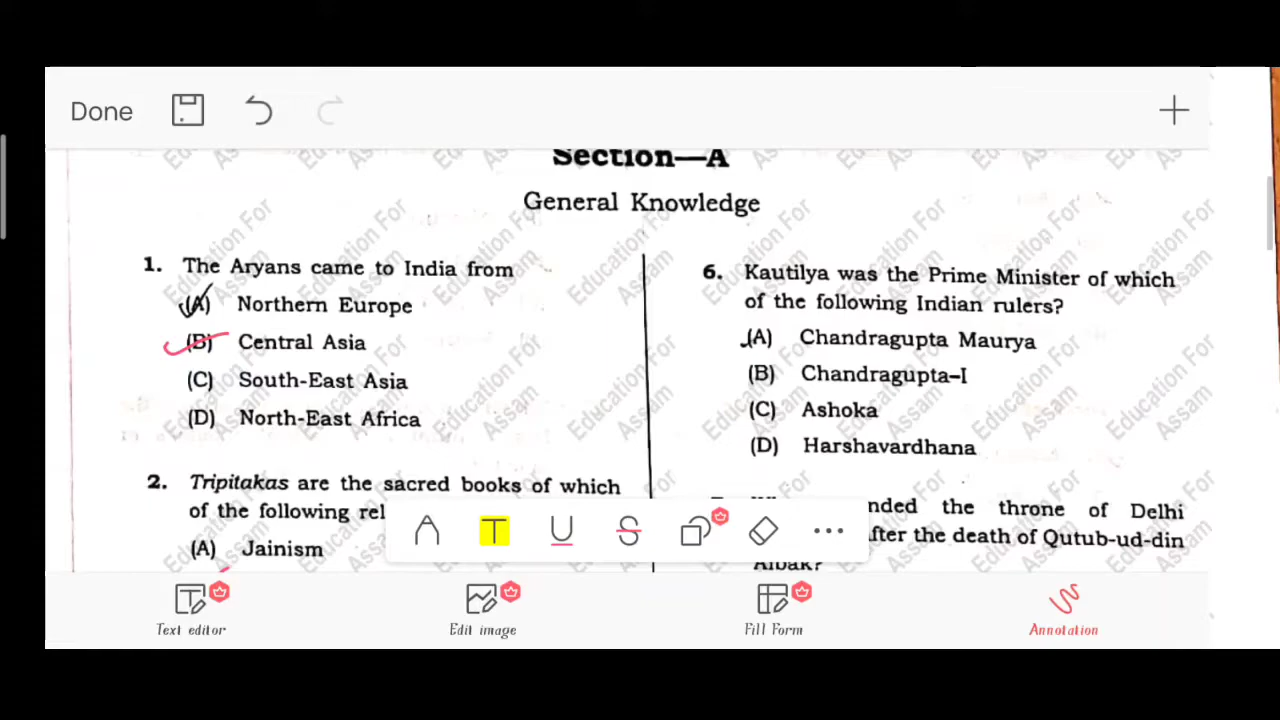 Done
Section—A
General Knowledge
1. The Aryans came to India from
(A) Northern Europe
(B) Central Asia
(C) South-East Asia
(D) North-East Africa
2. Tripitakas are the sacred books of which
of the following rel
(A) Jainism
6. Kautilya was the Prime Minister of which
of the following Indian rulers?
(A) Chandragupta Maurya
(B) Chandragupta-I
(C) Ashoka
(D) Harshavardhana
nded the throne of Delhi
fter the death of Qutub-ud-din
Aibak?
Education For
Assam
Text editor
Edit image
Fill Form
Annotation